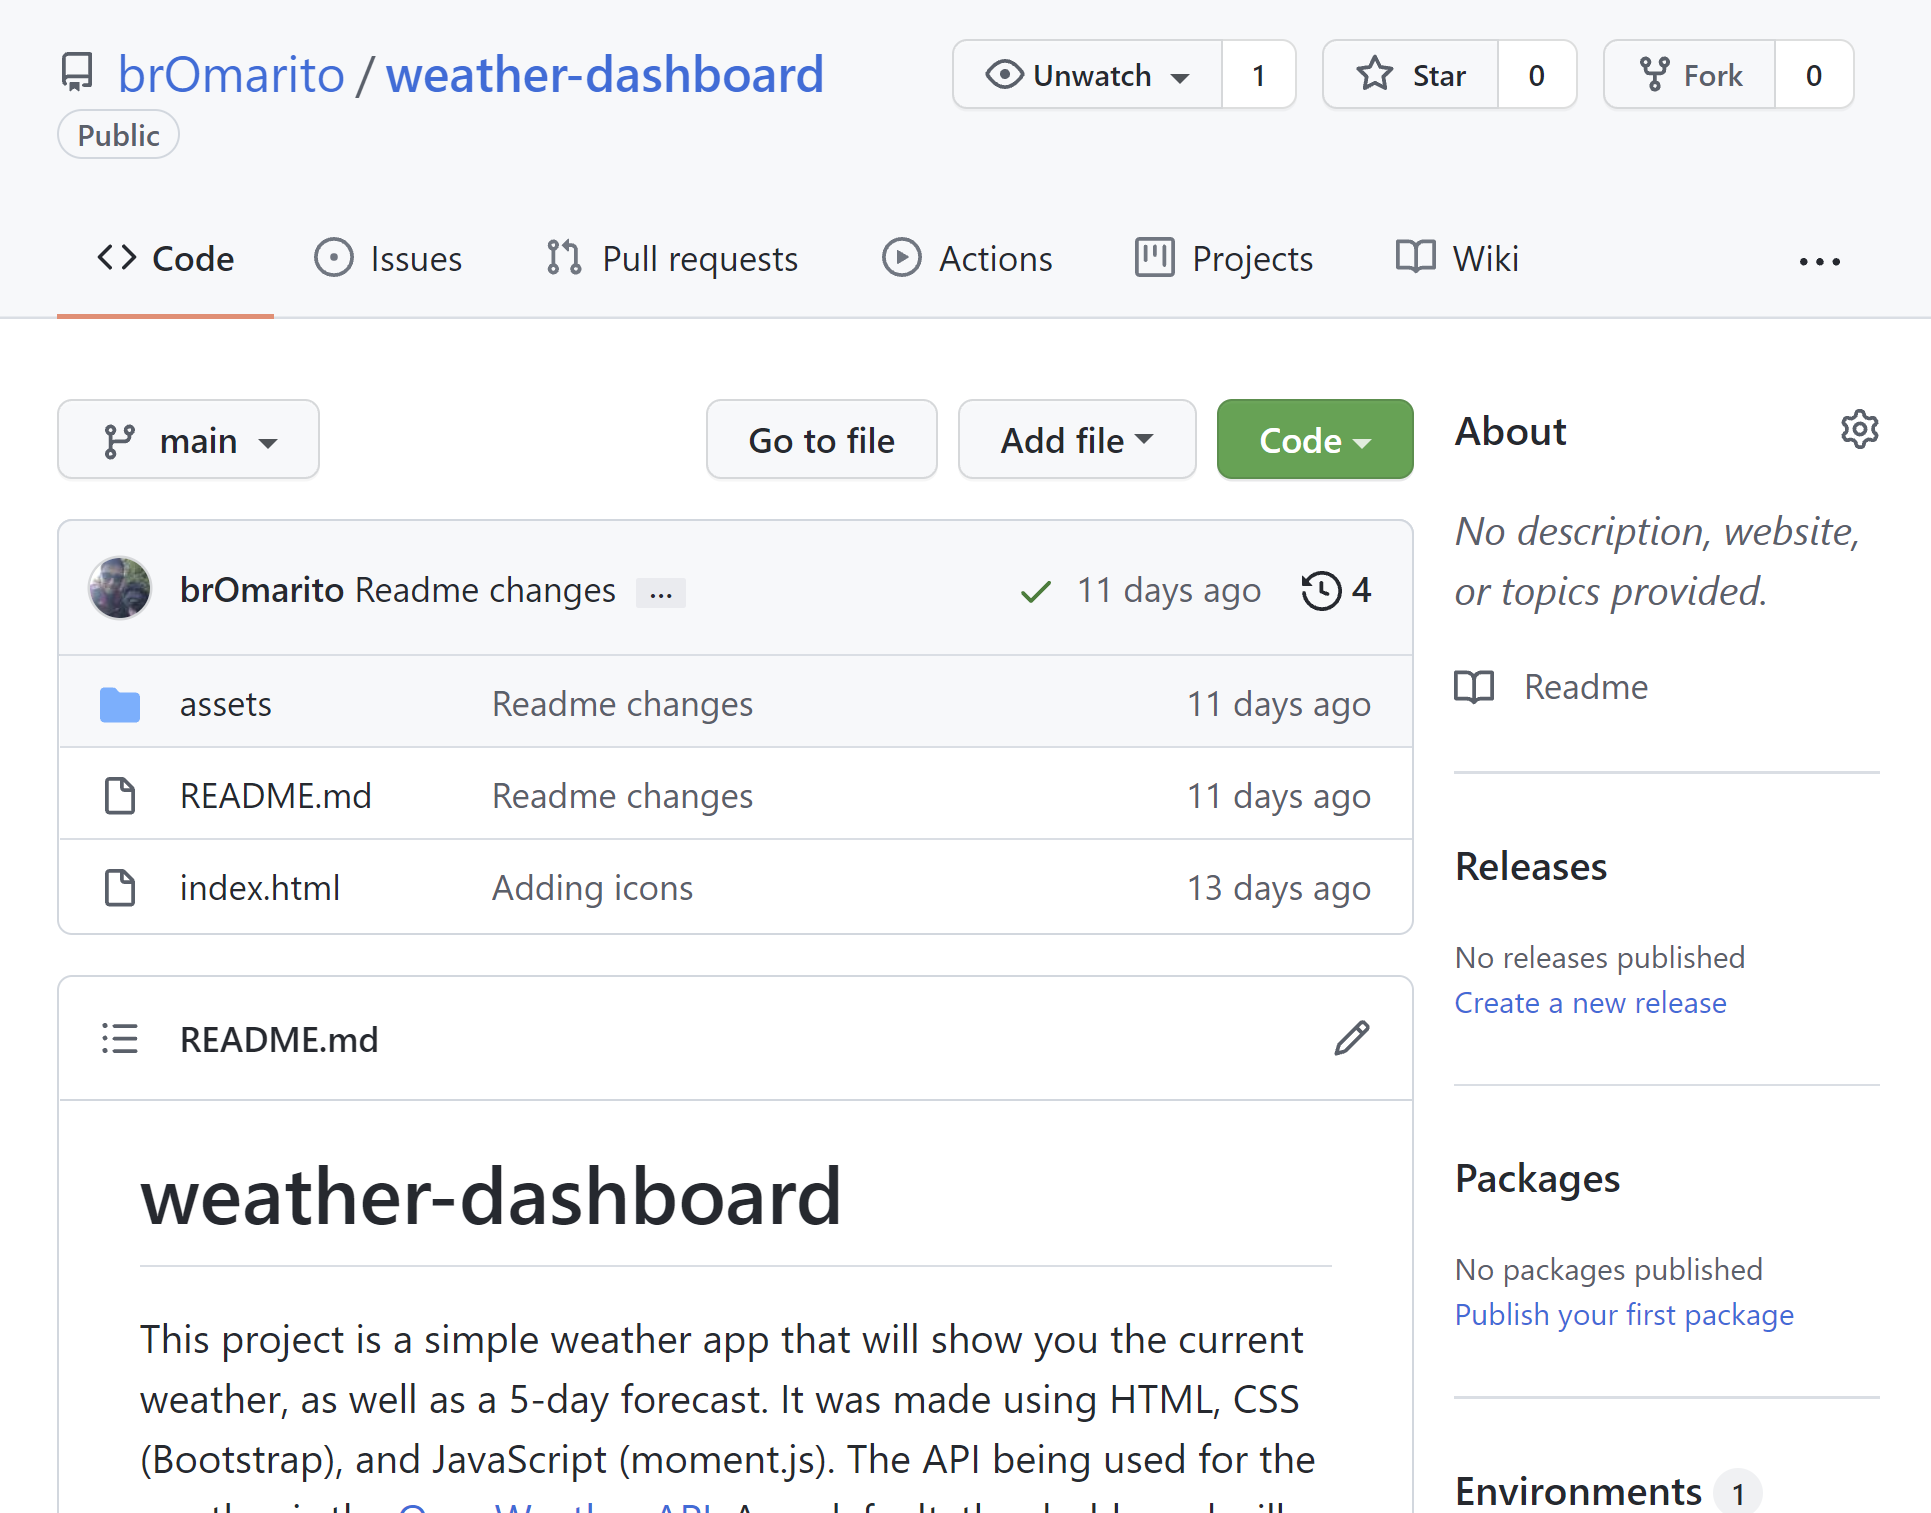 brOmarito / weather-dashboard
Public
Unwatch 1
Star 0
Fork 0
Code
Issues
Pull requests
Actions
Projects
Wiki
main
Go to file
Add file
Code
brOmarito Readme changes ...
11 days ago
4
assets Readme changes 11 days ago
README.md Readme changes 11 days ago
index.html Adding icons 13 days ago
README.md
weather-dashboard
This project is a simple weather app that will show you the current
weather, as well as a 5-day forecast. It was made using HTML, CSS
(Bootstrap), and JavaScript (moment.js). The API being used for the
About
No description, website,
or topics provided.
Readme
Releases
No releases published
Create a new release
Packages
No packages published
Publish your first package
Environments 1